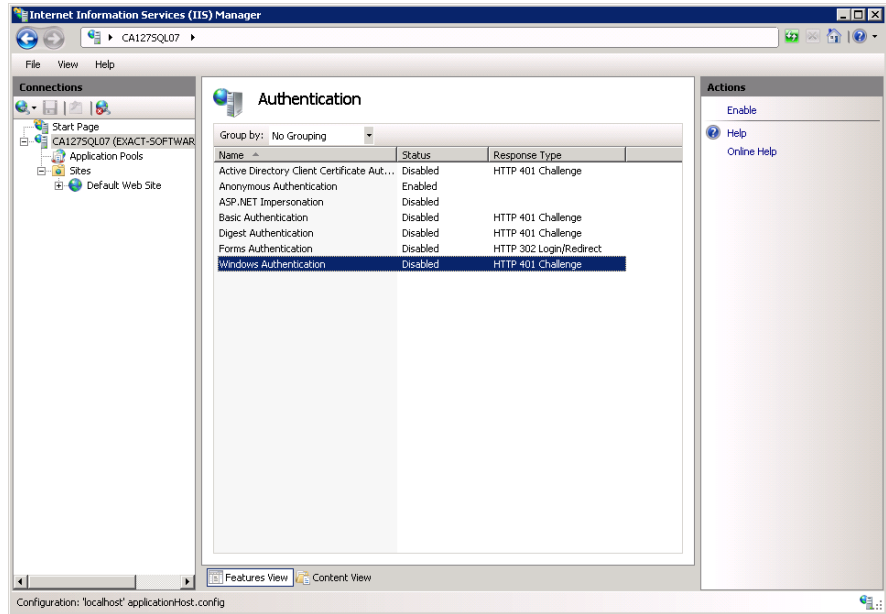 Internet Information Services (IIS) Manager
CA127SQL07
File View Help
Connections
Start Page
CA127SQL07 (EXACT-SOFTWAR
Application Pools
Sites
Default Web Site
Authentication
Group by: No Grouping
Name Status Response Type
Active Directory Client Certificate Aut... Disabled HTTP 401 Challenge
Anonymous Authentication Enabled
ASP.NET Impersonation Disabled
Basic Authentication Disabled HTTP 401 Challenge
Digest Authentication Disabled HTTP 401 Challenge
Forms Authentication Disabled HTTP 302 Login/Redirect
Windows Authentication Disabled HTTP 401 Challenge
Actions
Enable
Help
Online Help
Features View Content View
Configuration: 'localhost' applicationHost.config